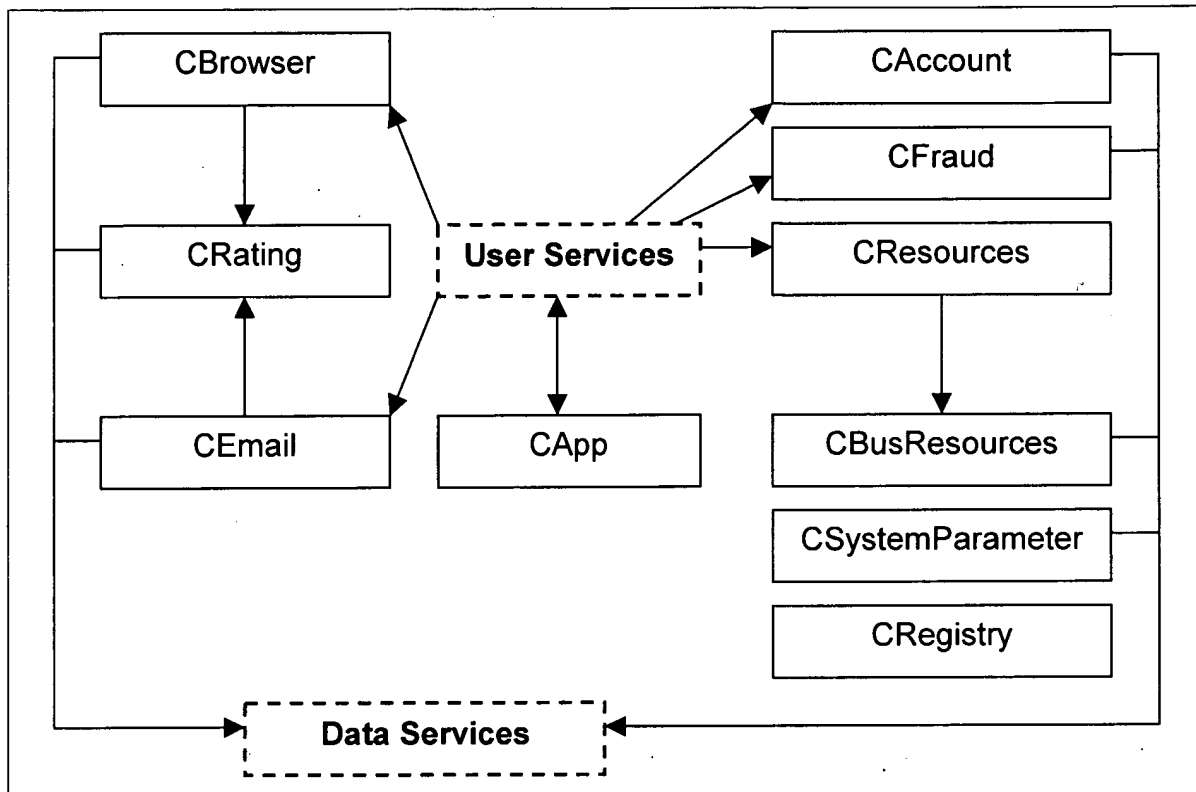 CBrowser
CAccount
CFraud
CRating
User Services
CResources
CEmail
CApp
CBusResources
CSystemParameter
CRegistry
Data Services